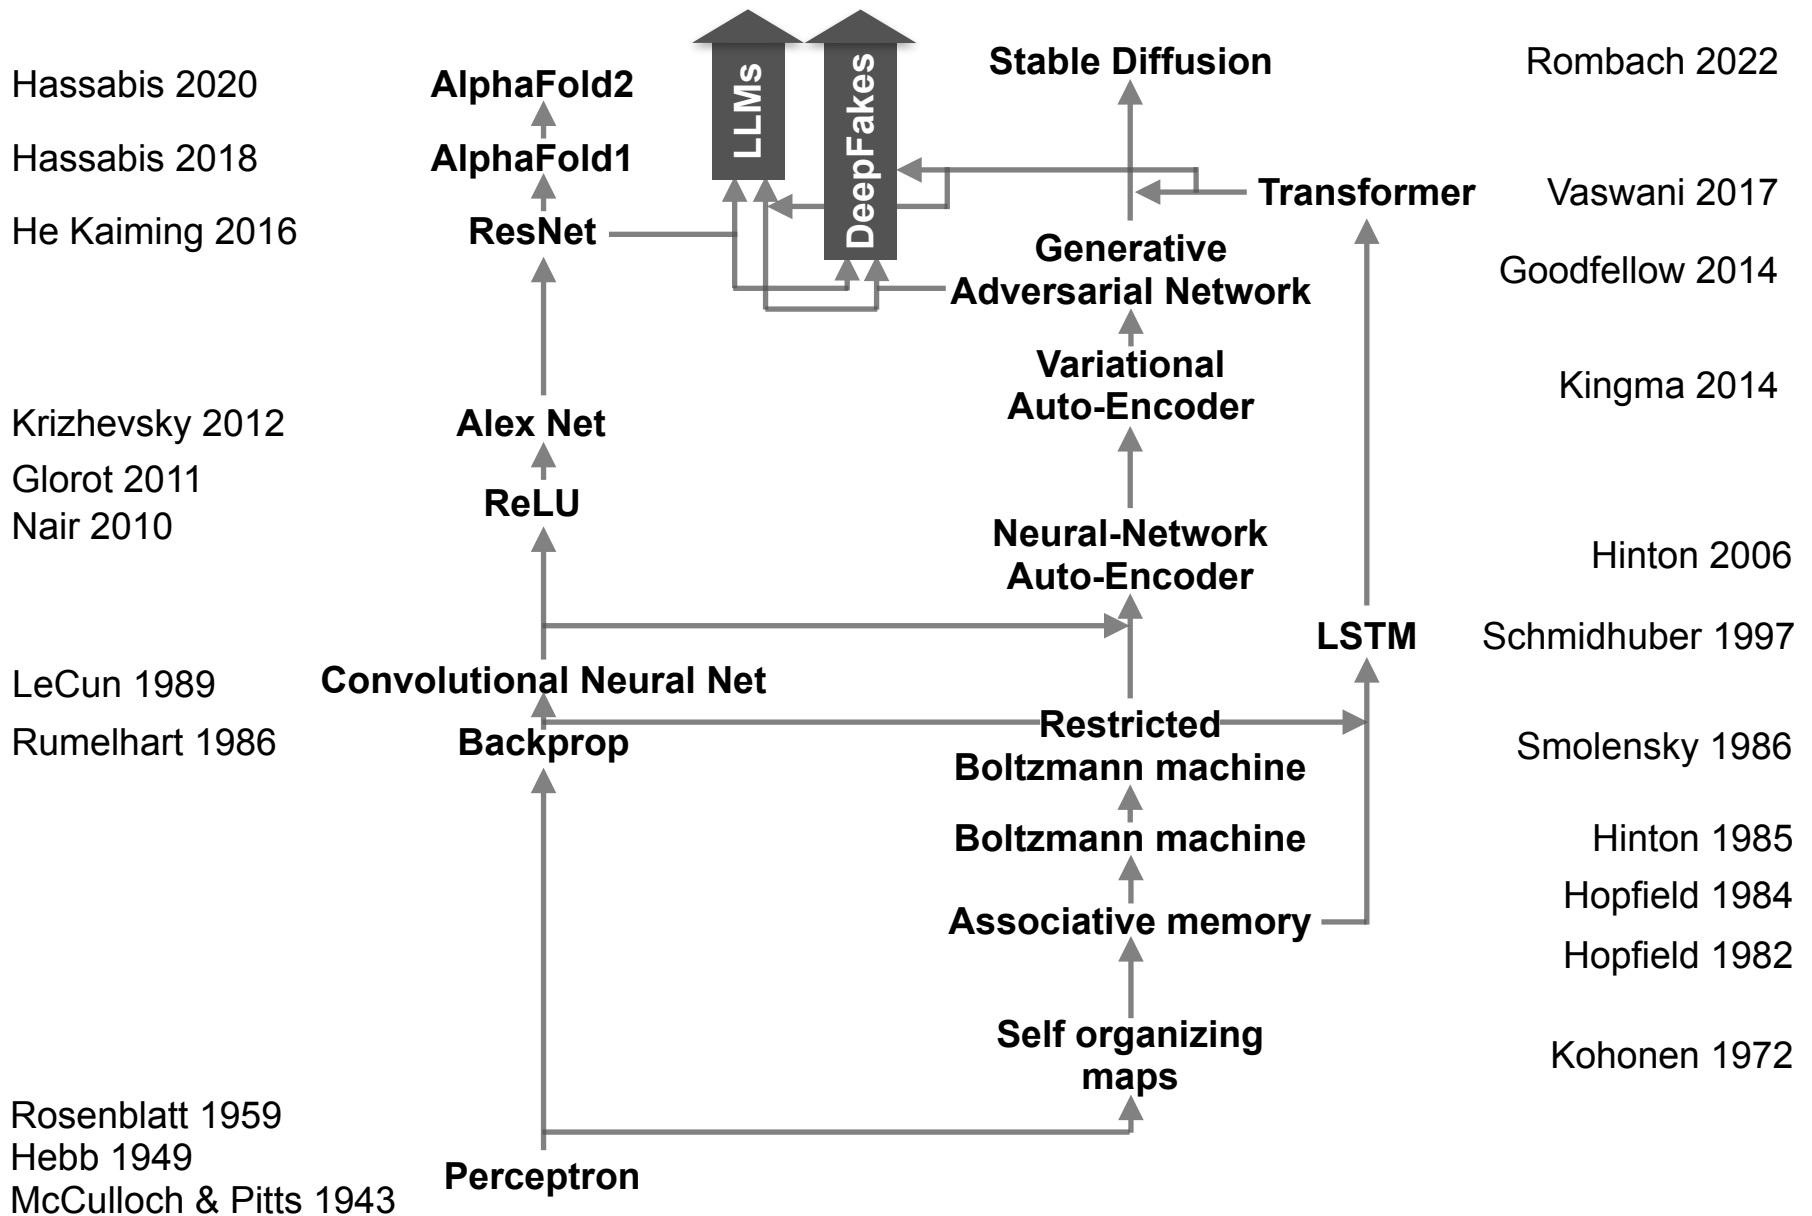 Hassabis 2020
AlphaFold2
LLMs
DeepFakes
Stable Diffusion
Rombach 2022
Hassabis 2018
AlphaFold1
Transformer
Vaswani 2017
He Kaiming 2016
ResNet
Generative
Adversarial Network
Goodfellow 2014
Variational
Auto-Encoder
Kingma 2014
Krizhevsky 2012
Alex Net
Glorot 2011
Nair 2010
ReLU
Neural-Network
Auto-Encoder
Hinton 2006
LSTM
Schmidhuber 1997
LeCun 1989
Convolutional Neural Net
Rumelhart 1986
Backprop
Restricted
Boltzmann machine
Smolensky 1986
Boltzmann machine
Hinton 1985
Associative memory
Hopfield 1984
Hopfield 1982
Self organizing
maps
Kohonen 1972
Rosenblatt 1959
Hebb 1949
McCulloch & Pitts 1943
Perceptron